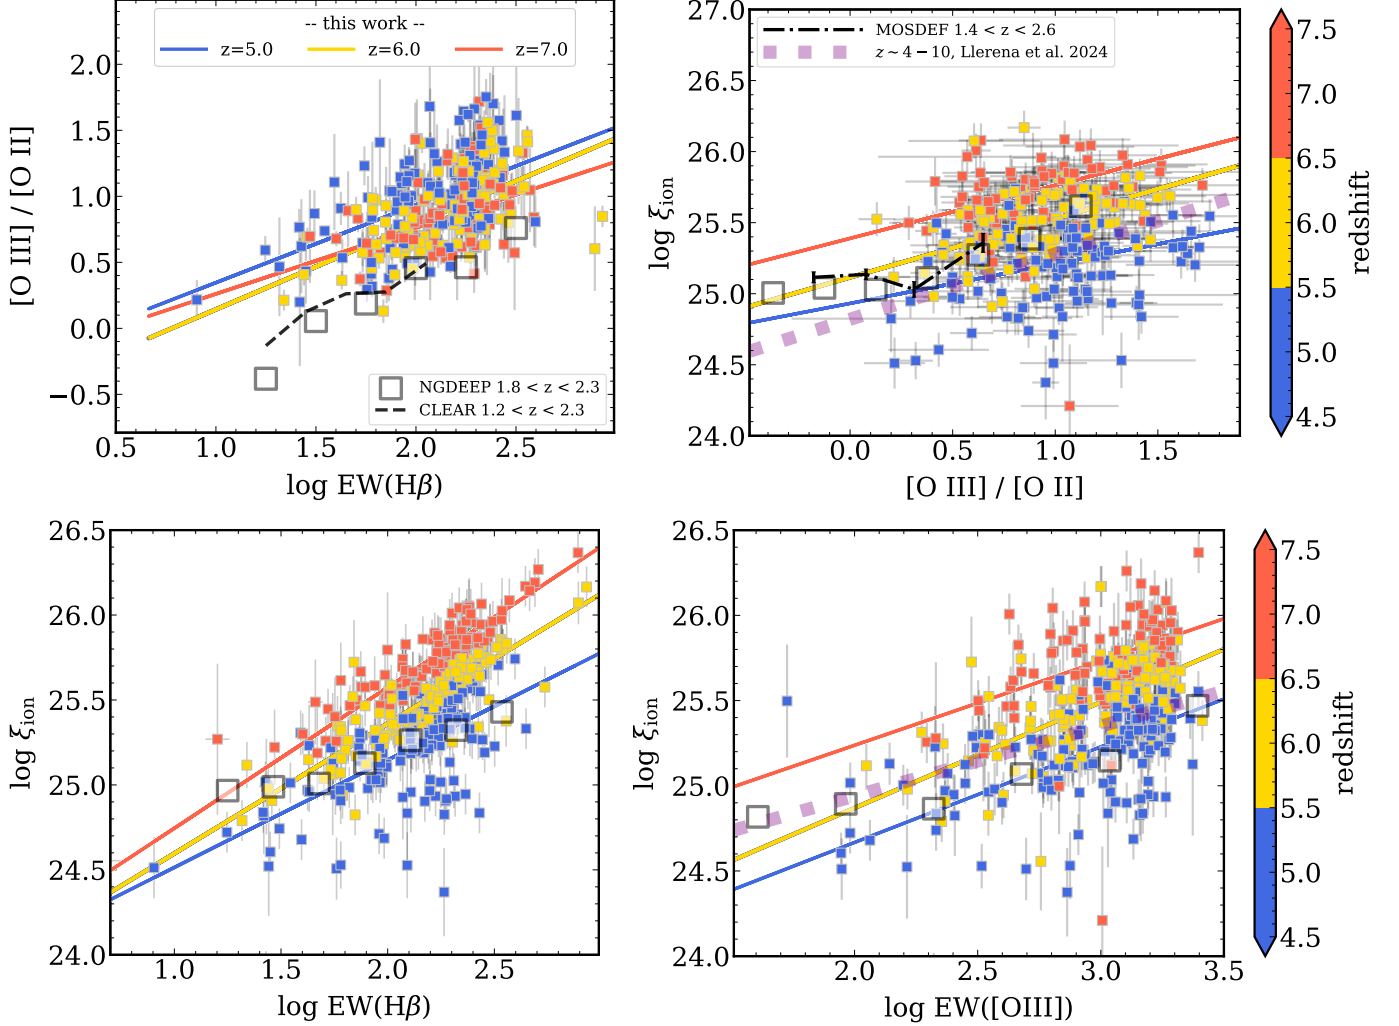 -- this work --
z=5.0 z=6.0 z=7.0
2.0
1.5
1.0
0.5
0.0
−0.5
[O III] / [O II]
NGDEEP 1.8 < z < 2.3
CLEAR 1.2 < z < 2.3
0.5 1.0 1.5 2.0 2.5
log EW(Hβ)
MOSDEF 1.4 < z < 2.6
z ~ 4 − 10, Llerena et al. 2024
27.0
26.5
26.0
25.5
25.0
24.5
24.0
log ξion
0.0 0.5 1.0 1.5
[O III] / [O II]
7.5
7.0
6.5
6.0
5.5
5.0
4.5
redshift
26.5
26.0
25.5
25.0
24.5
24.0
log ξion
1.0 1.5 2.0 2.5
log EW(Hβ)
26.5
26.0
25.5
25.0
24.5
24.0
log ξion
2.0 2.5 3.0 3.5
log EW([OIII])
7.5
7.0
6.5
6.0
5.5
5.0
4.5
redshift